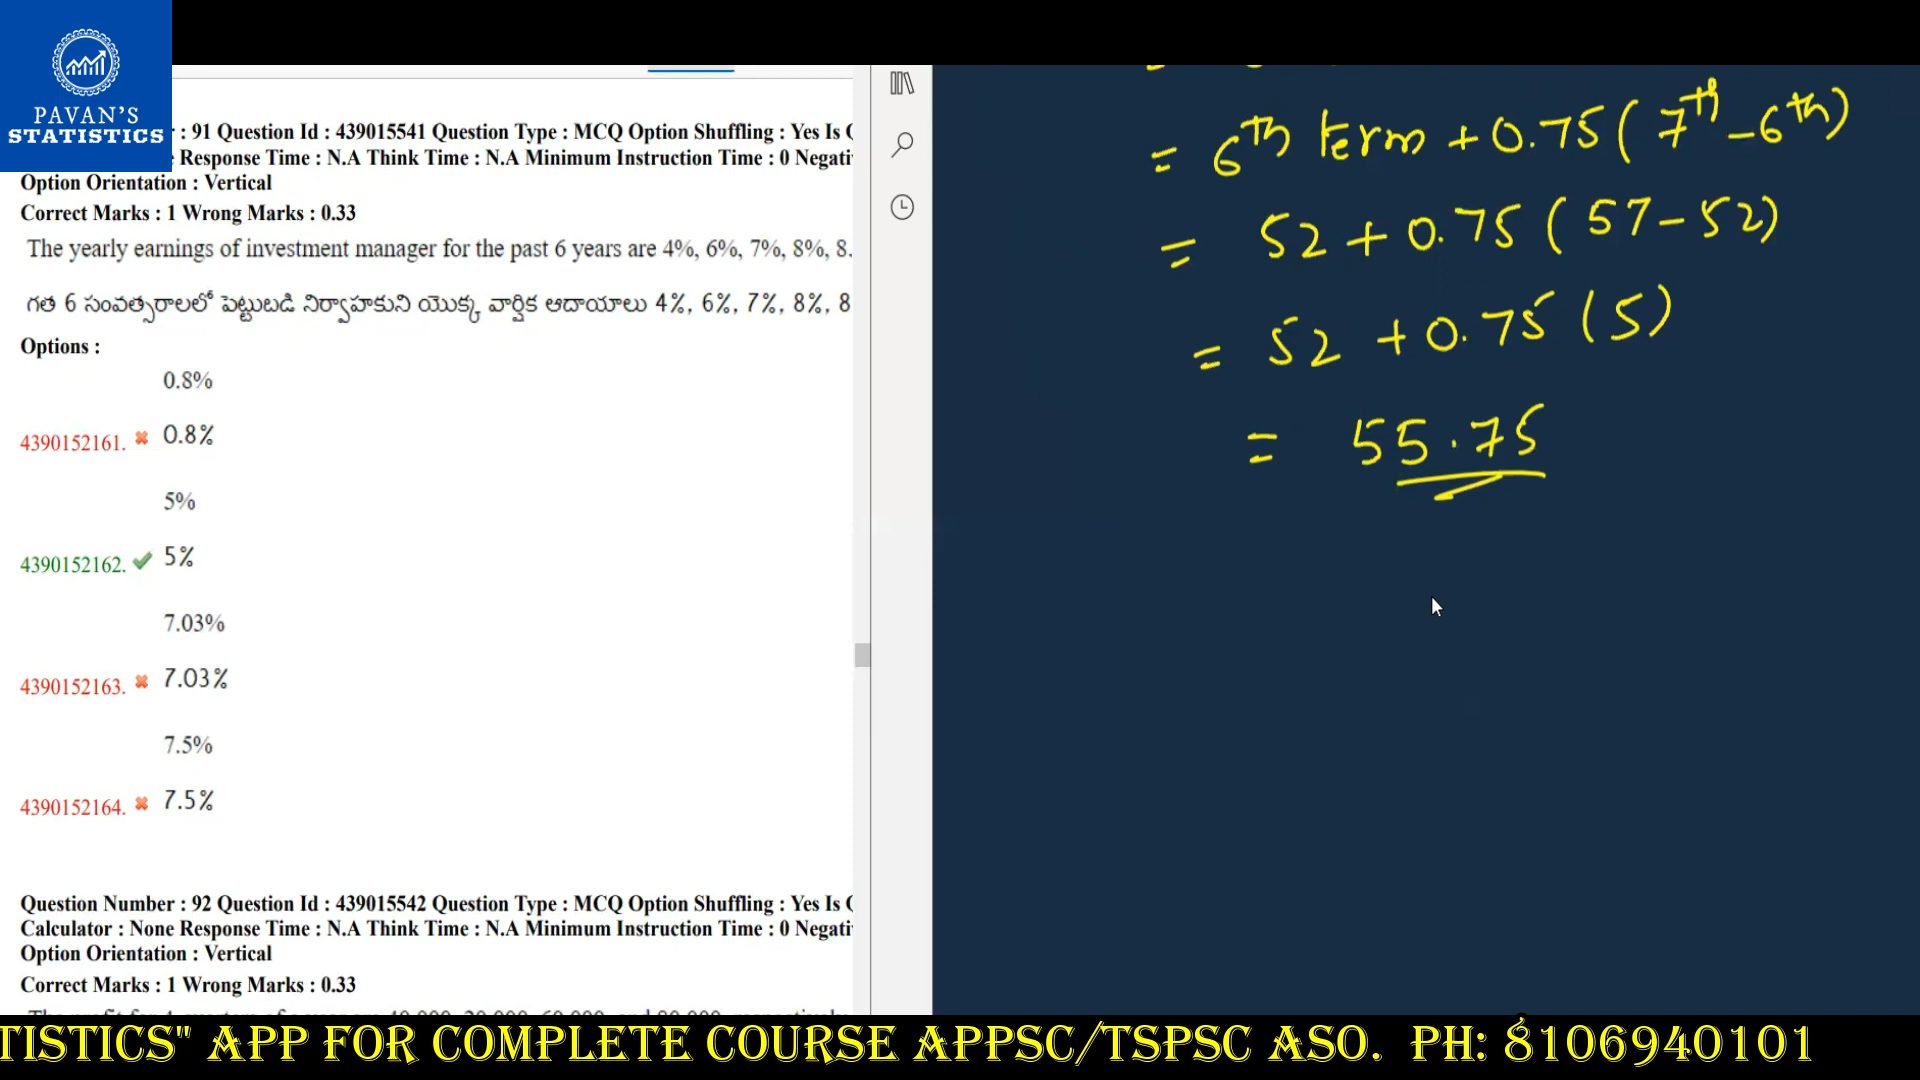 PAVAN'S
STATISTICS
: 91 Question Id : 439015541 Question Type : MCQ Option Shuffling : Yes Is
Response Time : N.A Think Time : N.A Minimum Instruction Time : 0 Negati
Option Orientation : Vertical
Correct Marks : 1 Wrong Marks : 0.33
The yearly earnings of investment manager for the past 6 years are 4%, 6%, 7%, 8%, 8.
గత 6 సంవత్సరాలలో పెట్టుబడి నిర్వాహకుని యొక్క వార్షిక ఆదాయాలు 4%, 6%, 7%, 8%, 8
Options :
0.8%
4390152161. ✖ 0.8%
5%
4390152162. ✔ 5%
7.03%
4390152163. ✖ 7.03%
7.5%
4390152164. ✖ 7.5%
Question Number : 92 Question Id : 439015542 Question Type : MCQ Option Shuffling : Yes Is
Calculator : None Response Time : N.A Think Time : N.A Minimum Instruction Time : 0 Negati
Option Orientation : Vertical
Correct Marks : 1 Wrong Marks : 0.33
= 6th term + 0.75 ( 7th - 6th )
= 52 + 0.75 ( 57 - 52 )
= 52 + 0.75 ( 5 )
= 55.75
TISTICS" APP FOR COMPLETE COURSE APPSC/TSPSC ASO. PH: 8106940101